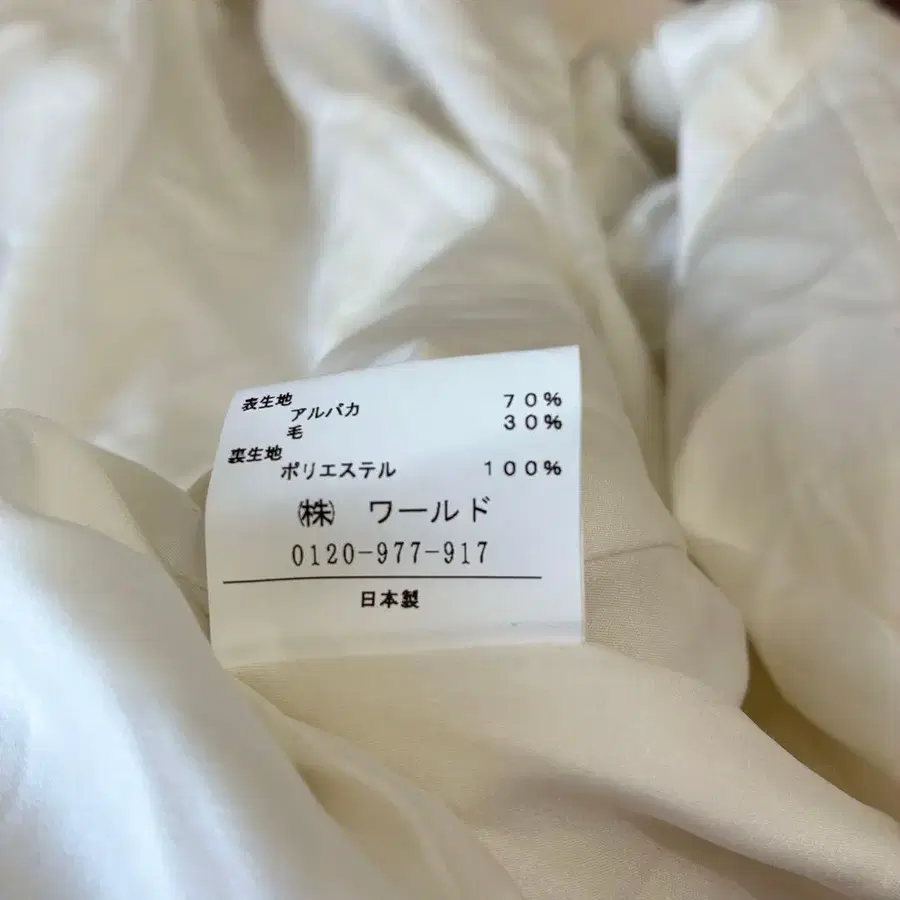 表生地
アルパカ 70%
毛 30%
裏生地
ポリエステル 100%
㈱ ワールド
0120-977-917
日本製